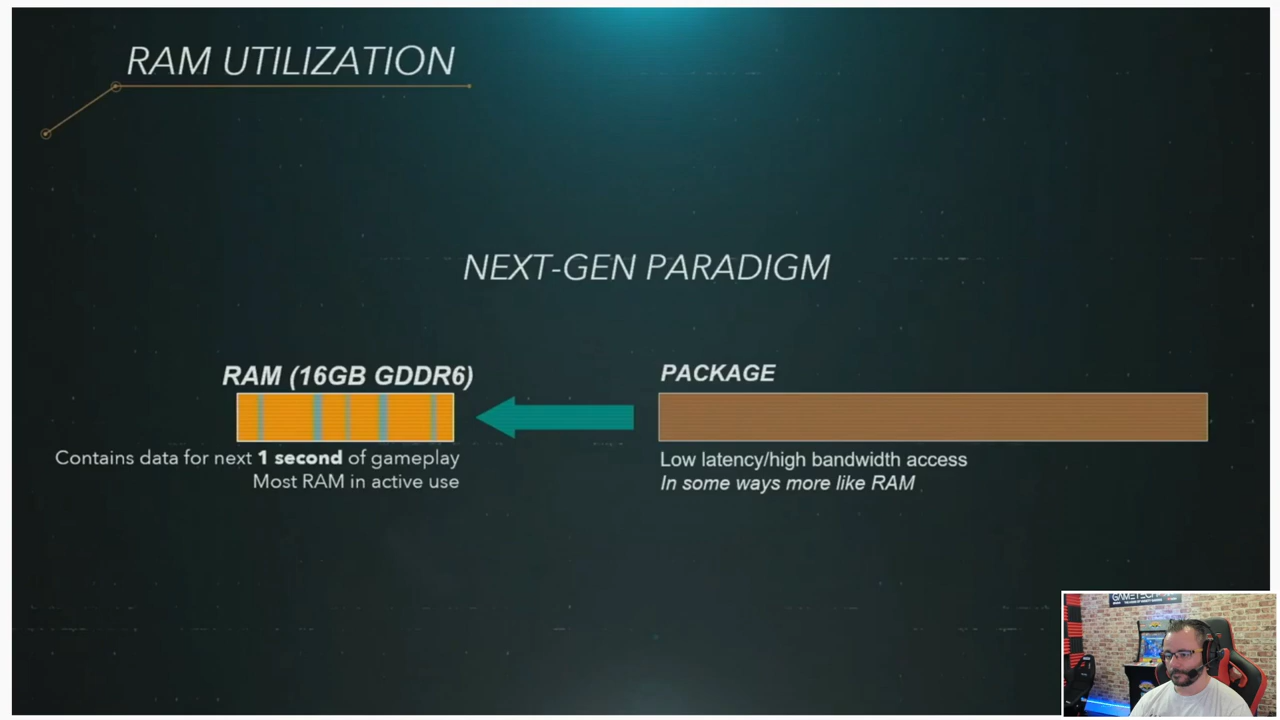 RAM UTILIZATION
NEXT-GEN PARADIGM
RAM (16GB GDDR6)
Contains data for next 1 second of gameplay
Most RAM in active use
PACKAGE
Low latency/high bandwidth access
In some ways more like RAM